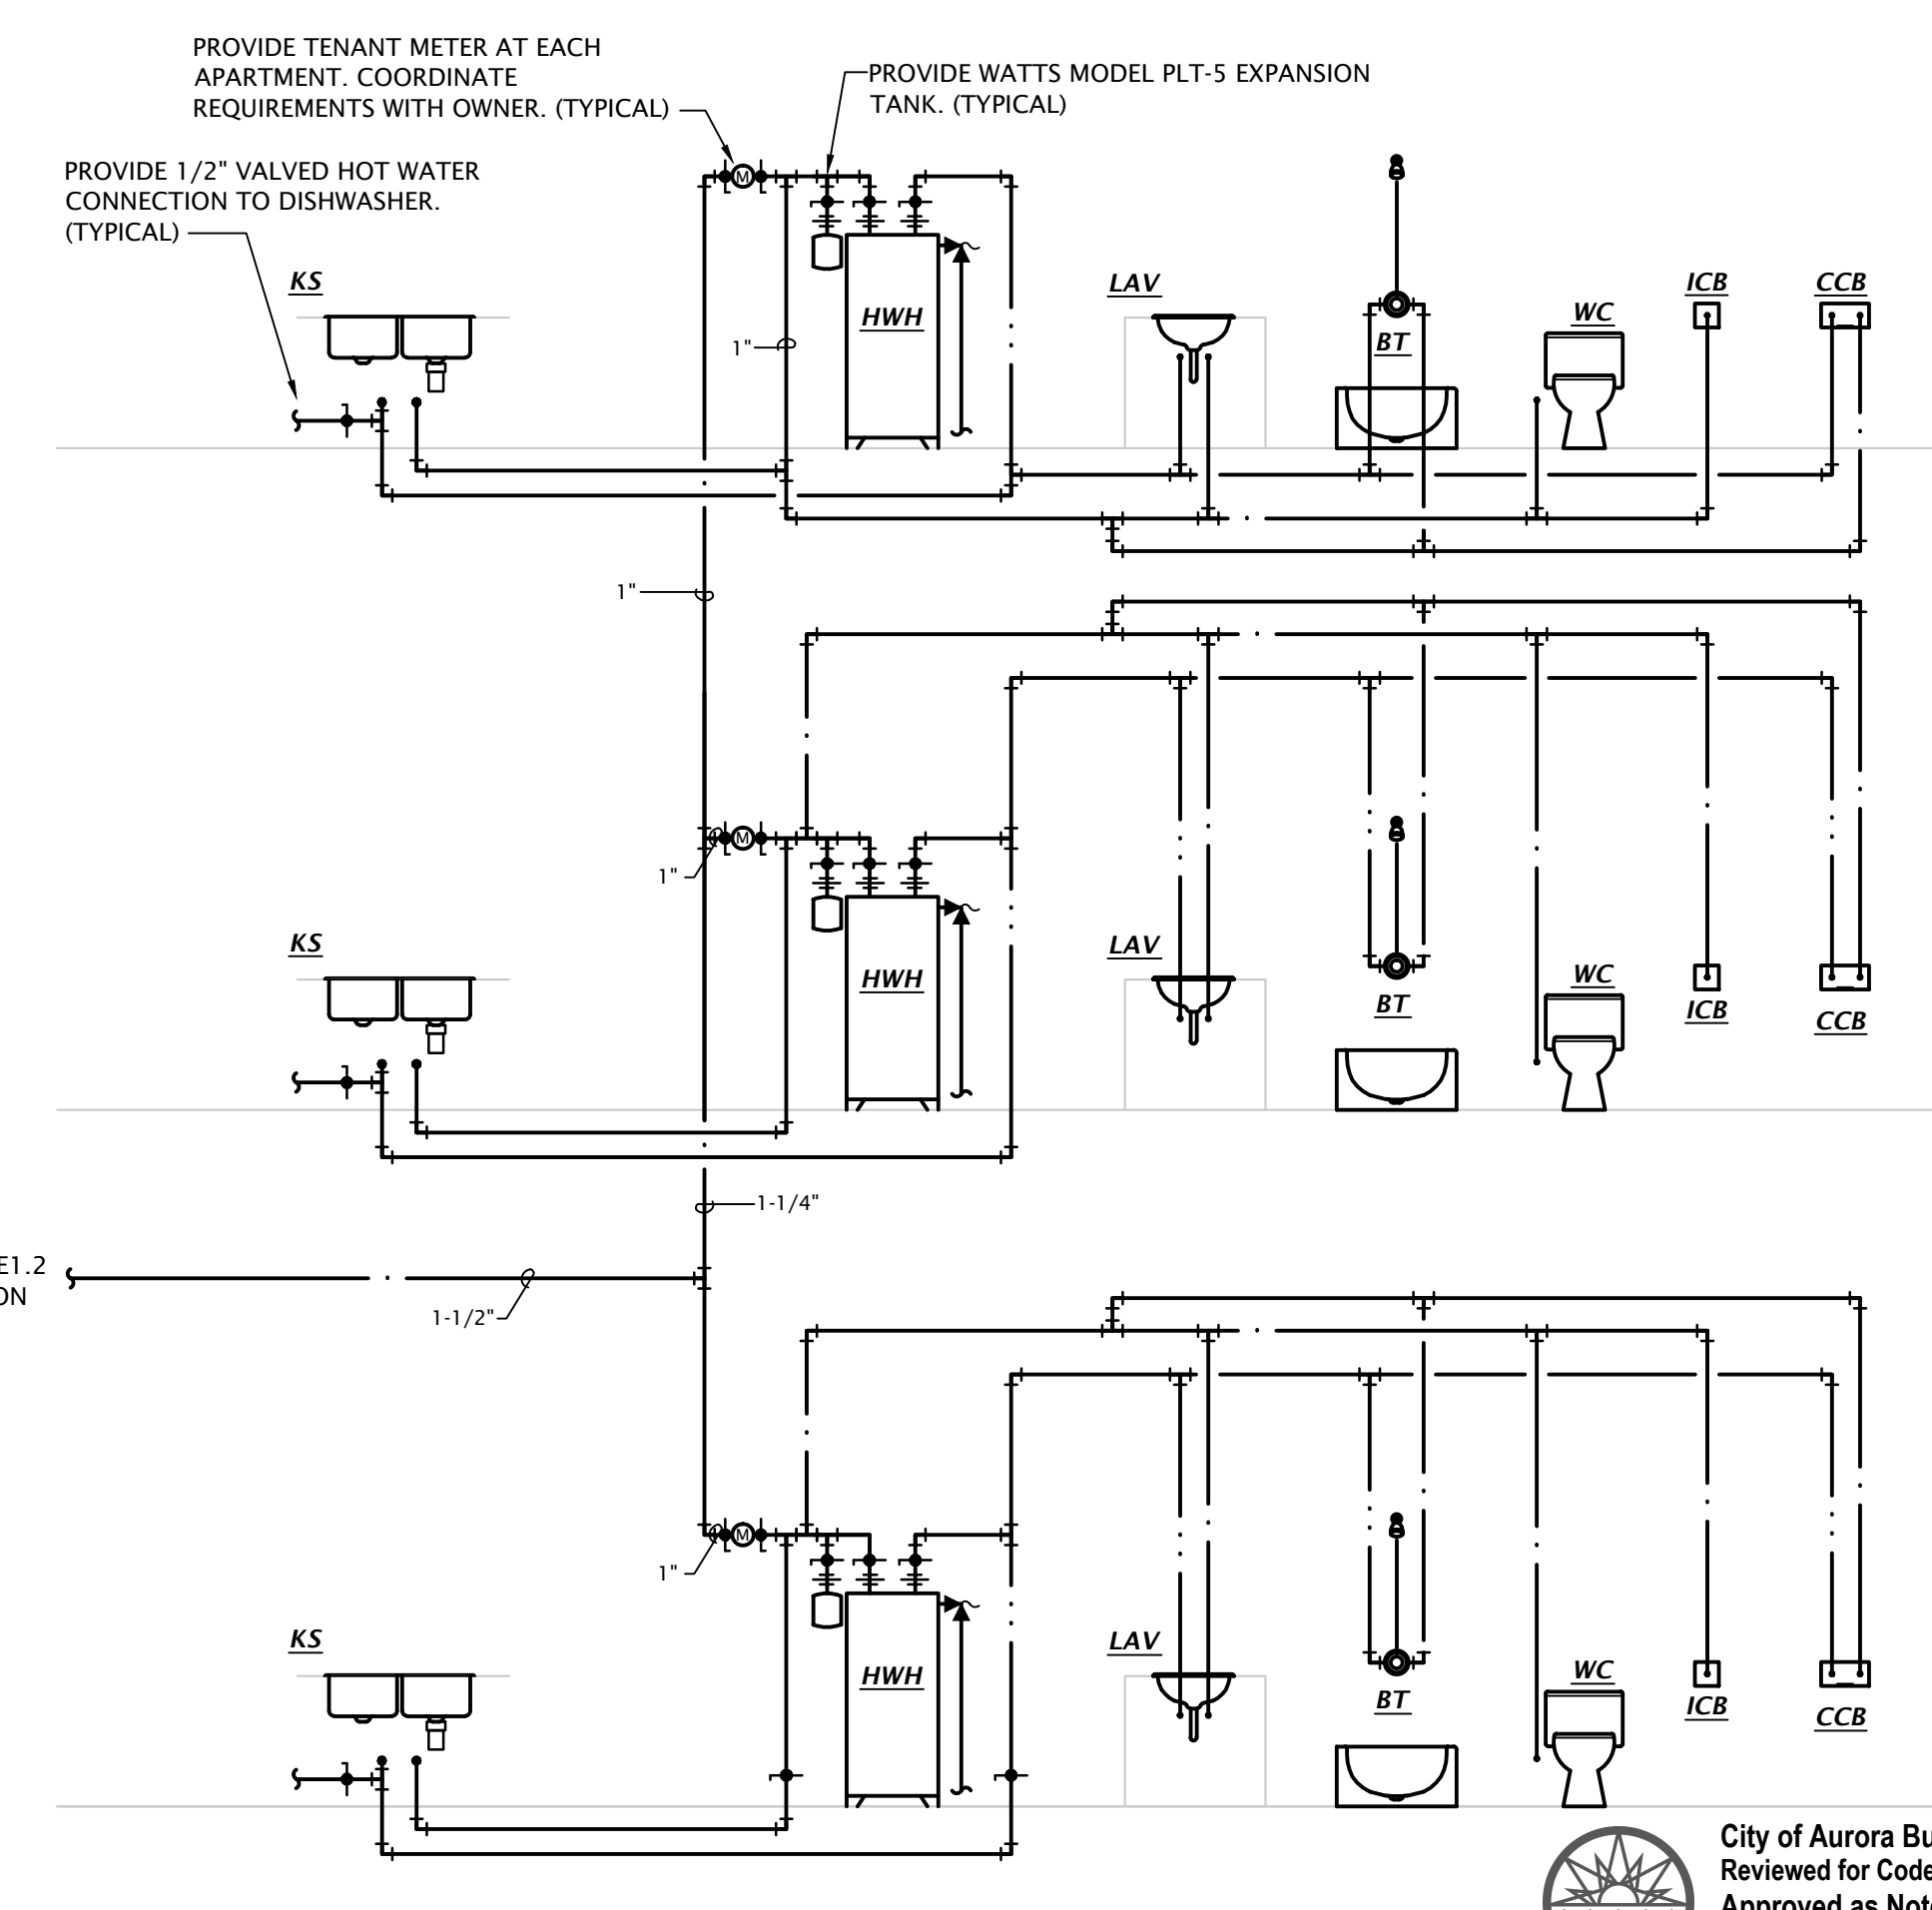 PROVIDE TENANT METER AT EACH
APARTMENT. COORDINATE
REQUIREMENTS WITH OWNER. (TYPICAL)
PROVIDE WATTS MODEL PLT-5 EXPANSION
TANK. (TYPICAL)
PROVIDE 1/2" VALVED HOT WATER
CONNECTION TO DISHWASHER.
(TYPICAL)
M
KS
HWH
1"
LAV
BT
WC
ICB
CCB
1"
M
1"
KS
HWH
LAV
BT
WC
ICB
CCB
1-1/4"
E1.2
ON
1-1/2"
M
1"
KS
HWH
LAV
BT
WC
ICB
CCB
City of Aurora Bu
Reviewed for Code
Approved as Note